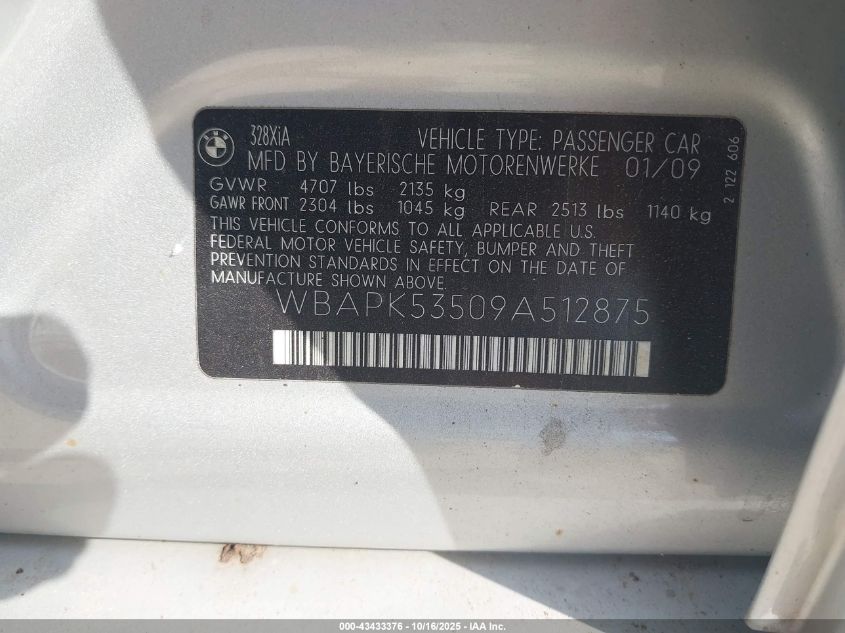 BMW
328XiA
VEHICLE TYPE: PASSENGER CAR
MFD BY BAYERISCHE MOTORENWERKE 01/09
GVWR 4707 lbs 2135 kg
GAWR FRONT 2304 lbs 1045 kg REAR 2513 lbs 1140 kg
THIS VEHICLE CONFORMS TO ALL APPLICABLE U.S.
FEDERAL MOTOR VEHICLE SAFETY, BUMPER AND THEFT
PREVENTION STANDARDS IN EFFECT ON THE DATE OF
MANUFACTURE SHOWN ABOVE
WBAPK53509A512875
2 122 606
000-43433376 - 10/16/2025 - IAA Inc.